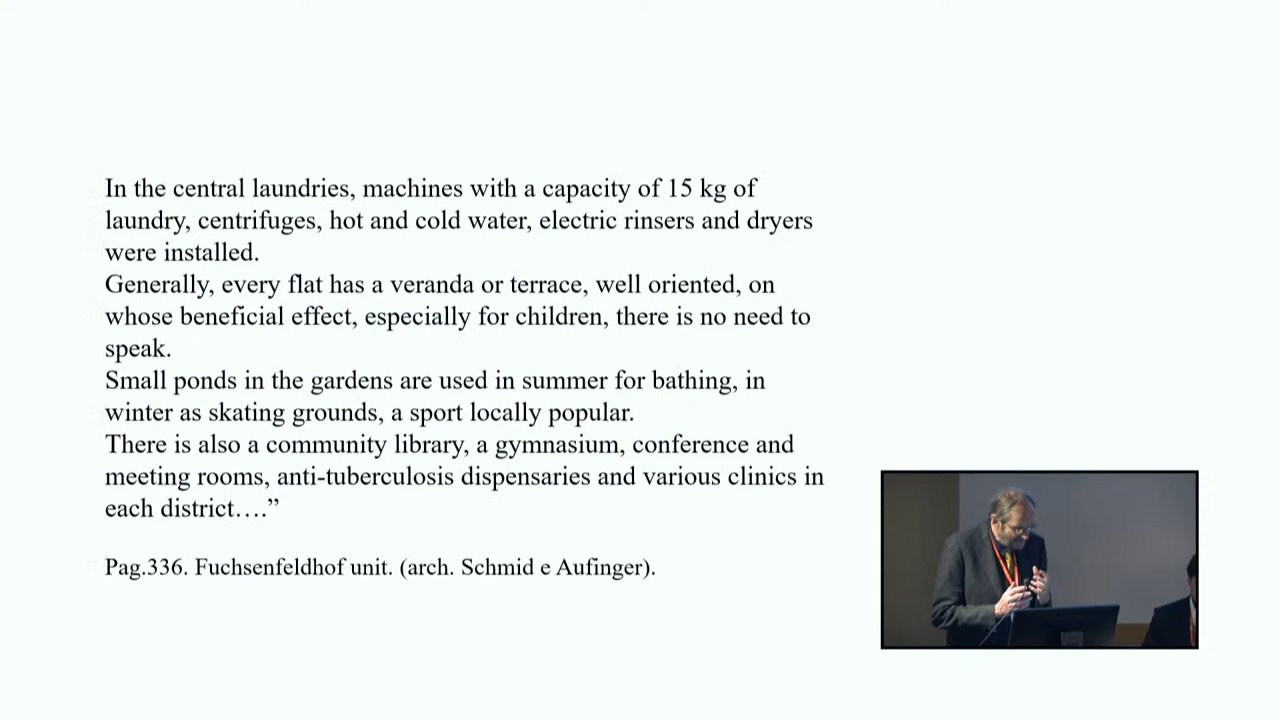 In the central laundries, machines with a capacity of 15 kg of
laundry, centrifuges, hot and cold water, electric rinsers and dryers
were installed.
Generally, every flat has a veranda or terrace, well oriented, on
whose beneficial effect, especially for children, there is no need to
speak.
Small ponds in the gardens are used in summer for bathing, in
winter as skating grounds, a sport locally popular.
There is also a community library, a gymnasium, conference and
meeting rooms, anti-tuberculosis dispensaries and various clinics in
each district….”
Pag.336. Fuchsenfeldhof unit. (arch. Schmid e Aufinger).